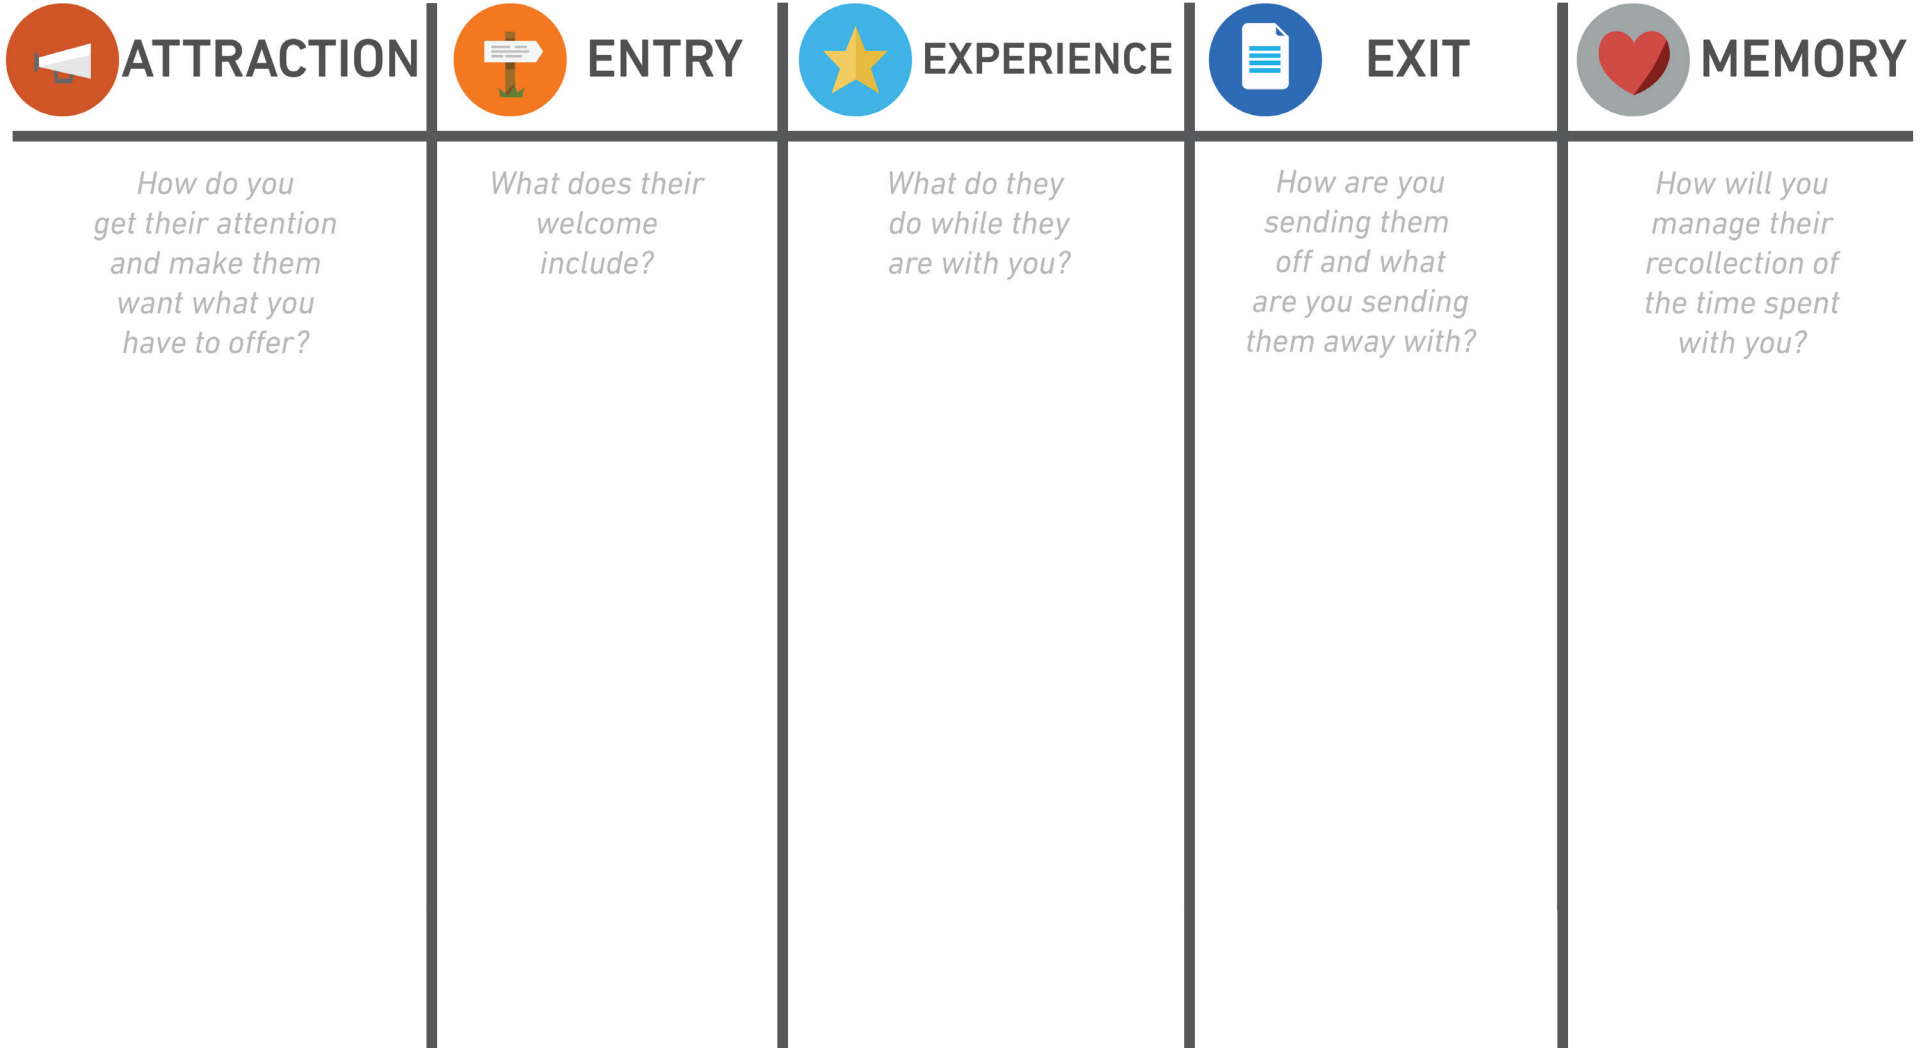 ATTRACTION
How do you
get their attention
and make them
want what you
have to offer?
ENTRY
What does their
welcome
include?
EXPERIENCE
What do they
do while they
are with you?
EXIT
How are you
sending them
off and what
are you sending
them away with?
MEMORY
How will you
manage their
recollection of
the time spent
with you?